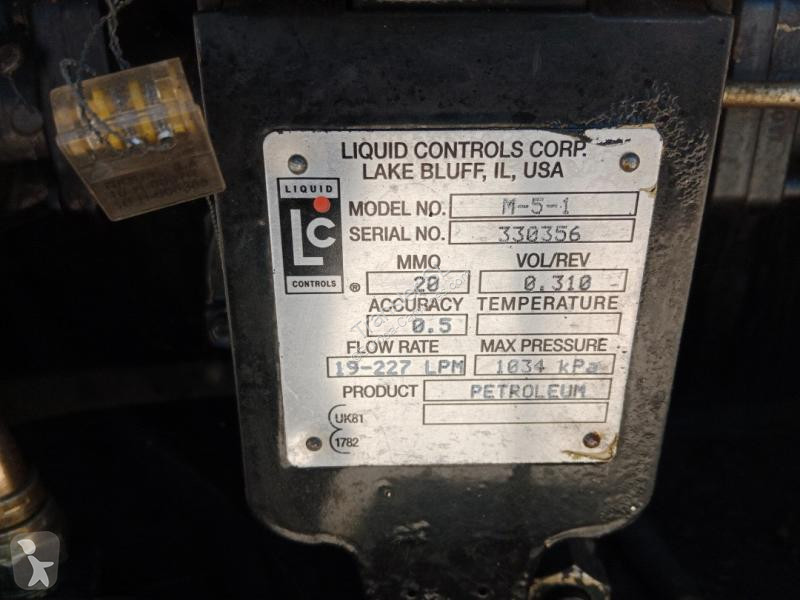 LIQUID CONTROLS CORP.
LAKE BLUFF, IL, USA
LIQUID
LC
CONTROLS
®
MODEL NO. M-5-1
SERIAL NO. 330356
MMQ VOL/REV
20 0.310
ACCURACY TEMPERATURE
0.5
FLOW RATE MAX PRESSURE
19-227 LPM 1034 kPa
PRODUCT PETROLEUM
UK81
1782